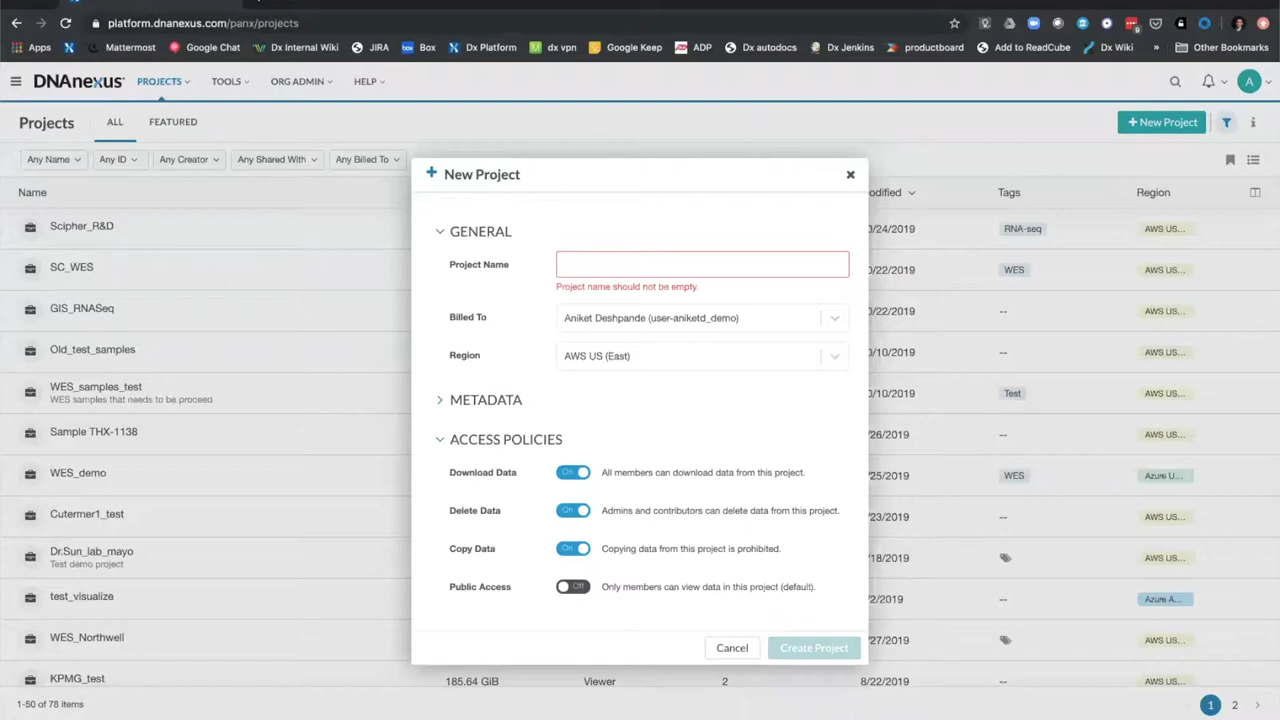 platform.dnanexus.com/panx/projects
Apps Mattermost Google Chat Dx Internal Wiki JIRA Box Dx Platform dx vpn Google Keep ADP Dx autodocs Dx Jenkins productboard Add to ReadCube Dx Wiki » Other Bookmarks
DNAnexus PROJECTS TOOLS ORG ADMIN HELP A
Projects ALL FEATURED + New Project
Any Name Any ID Any Creator Any Shared With Any Billed To
Name Tags Region
New Project
Scipher_R&D 0/24/2019 RNA-seq AWS US...
GENERAL
Project Name
SC_WES 0/22/2019 WES AWS US...
Project name should not be empty.
GIS_RNASeq 0/22/2019 -- AWS US...
Billed To Aniket Deshpande (user-aniketd_demo)
Old_test_samples 0/10/2019 -- AWS US...
Region AWS US (East)
WES_samples_test 0/10/2019 Test AWS US...
WES samples that needs to be proceed
METADATA
Sample THX-1138 /26/2019 -- AWS US...
ACCESS POLICIES
WES_demo /25/2019 WES Azure U...
Download Data On All members can download data from this project.
Cutermer1_test /23/2019 -- AWS US...
Delete Data On Admins and contributors can delete data from this project.
Dr.Sun_lab_mayo /18/2019 AWS US...
Test demo project
Copy Data On Copying data from this project is prohibited.
test_visualize /2/2019 -- Azure A...
Public Access Off Only members can view data in this project (default).
WES_Northwell /27/2019 AWS US...
Cancel Create Project
KPMG_test 185.64 GiB Viewer 2 8/22/2019 -- AWS US...
1-50 of 78 items 1 2